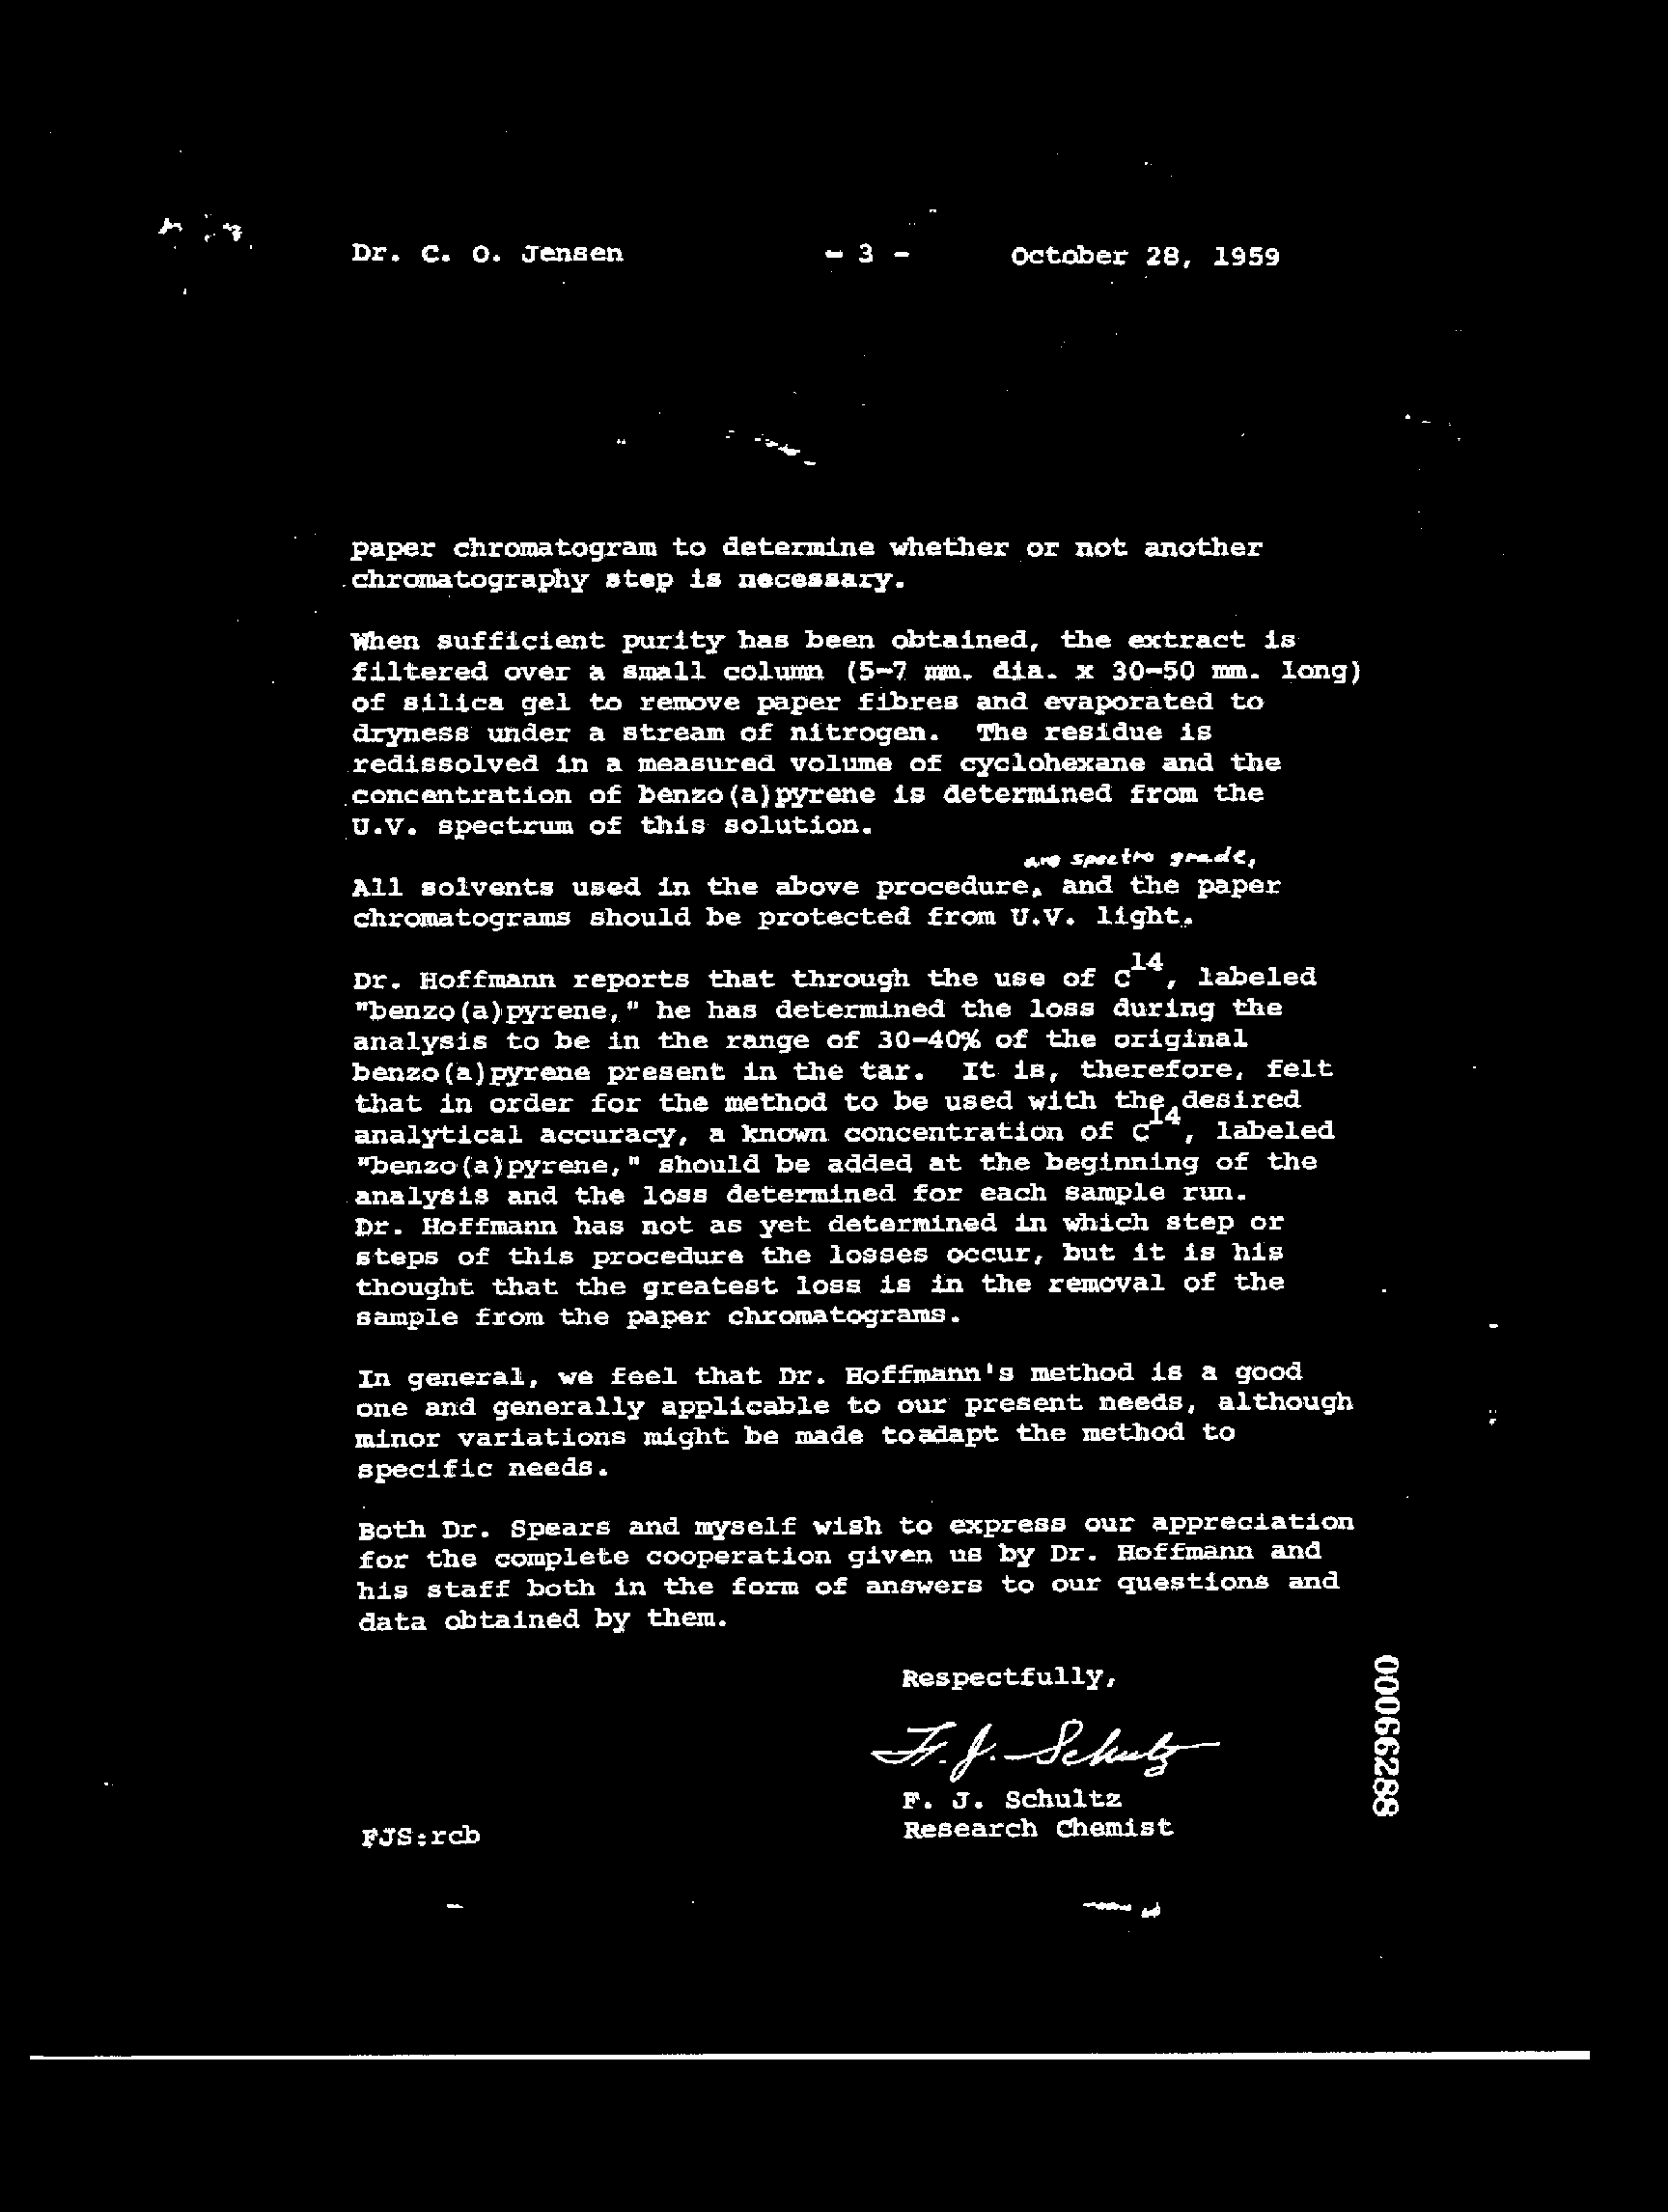 Dr. C. O. Jensen - 3 - October 28, 1959
paper chromatogram to determine whether or not another
chromatography step is necessary.
When sufficient purity has been obtained, the extract is
filtered over a small column (5-7 mm. dia. x 30-50 mm. long)
of silica gel to remove paper fibres and evaporated to
dryness under a stream of nitrogen. The residue is
redissolved in a measured volume of cyclohexane and the
concentration of benzo(a)pyrene is determined from the
U.V. spectrum of this solution.
are spectro grade,
All solvents used in the above procedure, and the paper
chromatograms should be protected from U.V. light.
Dr. Hoffmann reports that through the use of C14, labeled
"benzo(a)pyrene," he has determined the loss during the
analysis to be in the range of 30-40% of the original
benzo(a)pyrene present in the tar. It is, therefore, felt
that in order for the method to be used with the desired
analytical accuracy, a known concentration of C14, labeled
"benzo(a)pyrene," should be added at the beginning of the
analysis and the loss determined for each sample run.
Dr. Hoffmann has not as yet determined in which step or
steps of this procedure the losses occur, but it is his
thought that the greatest loss is in the removal of the
sample from the paper chromatograms.
In general, we feel that Dr. Hoffmann's method is a good
one and generally applicable to our present needs, although
minor variations might be made toadapt the method to
specific needs.
Both Dr. Spears and myself wish to express our appreciation
for the complete cooperation given us by Dr. Hoffmann and
his staff both in the form of answers to our questions and
data obtained by them.
Respectfully,
F. J. Schultz
F. J. Schultz
Research Chemist
FJS:rcb
00066288